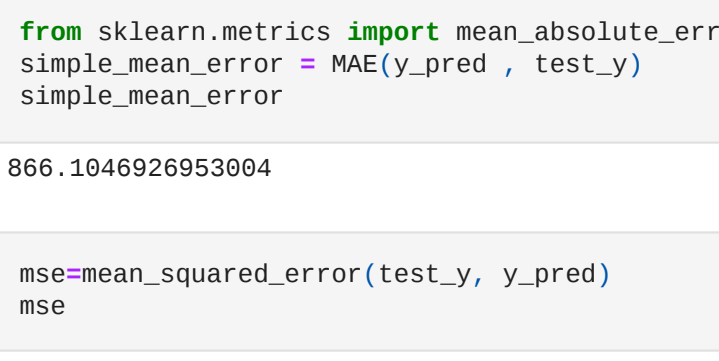 from sklearn.metrics import mean_absolute_err
simple_mean_error = MAE(y_pred , test_y)
simple_mean_error
866.1046926953004
mse=mean_squared_error(test_y, y_pred)
mse